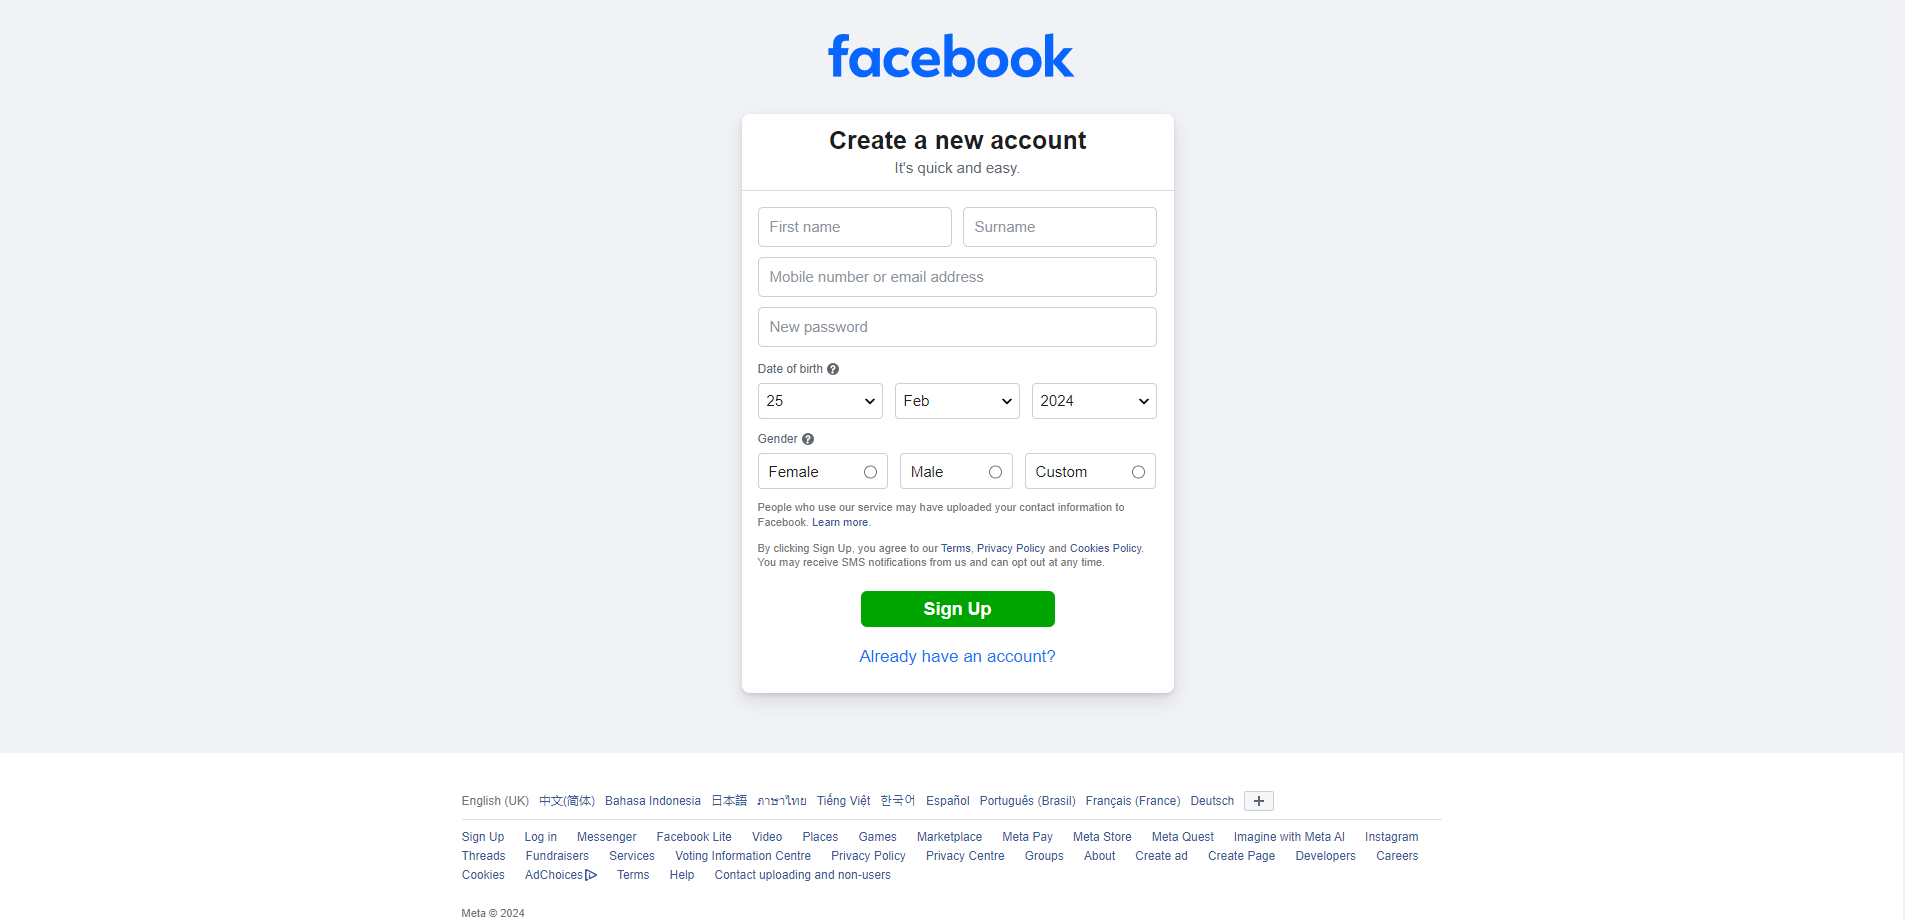 facebook
Create a new account
It's quick and easy.
First name Surname
Mobile number or email address
New password
Date of birth ?
25 Feb 2024
Gender ?
Female Male Custom
People who use our service may have uploaded your contact information to
Facebook. Learn more.
By clicking Sign Up, you agree to our Terms, Privacy Policy and Cookies Policy.
You may receive SMS notifications from us and can opt out at any time.
Sign Up
Already have an account?
English (UK) 中文(简体) Bahasa Indonesia 日本語 ภาษาไทย Tiếng Việt 한국어 Español Português (Brasil) Français (France) Deutsch +
Sign Up Log in Messenger Facebook Lite Video Places Games Marketplace Meta Pay Meta Store Meta Quest Imagine with Meta AI Instagram
Threads Fundraisers Services Voting Information Centre Privacy Policy Privacy Centre Groups About Create ad Create Page Developers Careers
Cookies AdChoices Terms Help Contact uploading and non-users
Meta © 2024